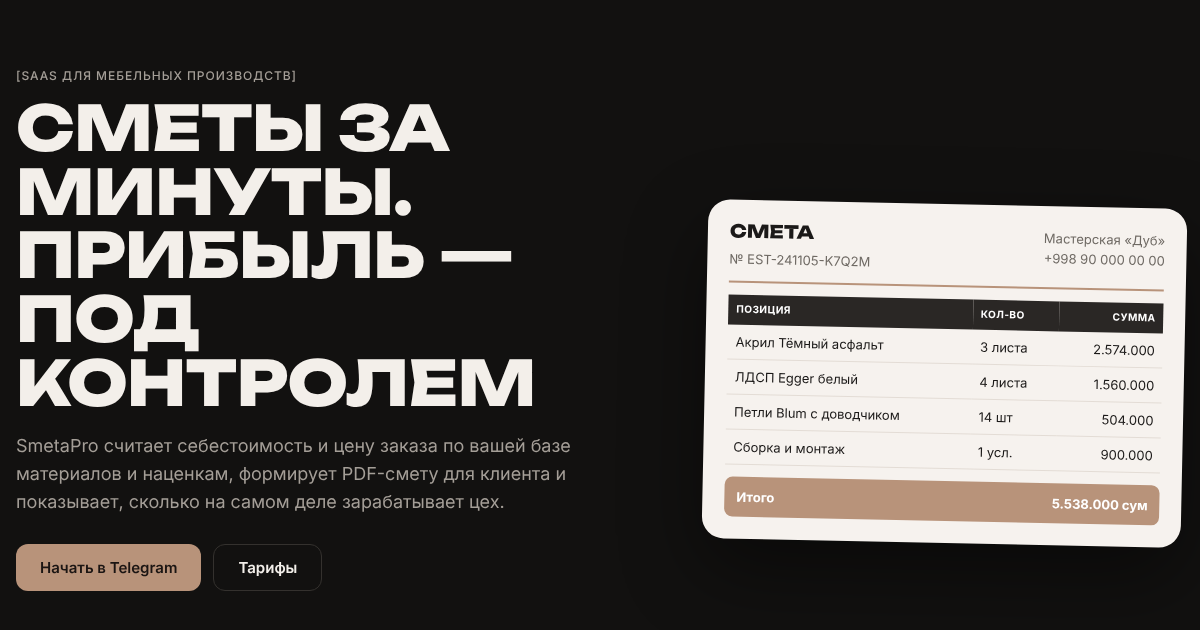 [SAAS ДЛЯ МЕБЕЛЬНЫХ ПРОИЗВОДСТВ]
СМЕТЫ ЗА
МИНУТЫ.
ПРИБЫЛЬ —
ПОД
КОНТРОЛЕМ
SmetaPro считает себестоимость и цену заказа по вашей базе
материалов и наценкам, формирует PDF-смету для клиента и
показывает, сколько на самом деле зарабатывает цех.
Начать в Telegram Тарифы
СМЕТА
№ EST-241105-K7Q2M
Мастерская «Дуб»
+998 90 000 00 00
ПОЗИЦИЯ КОЛ-ВО СУММА
Акрил Тёмный асфальт 3 листа 2.574.000
ЛДСП Egger белый 4 листа 1.560.000
Петли Blum с доводчиком 14 шт 504.000
Сборка и монтаж 1 усл. 900.000
Итого 5.538.000 сум